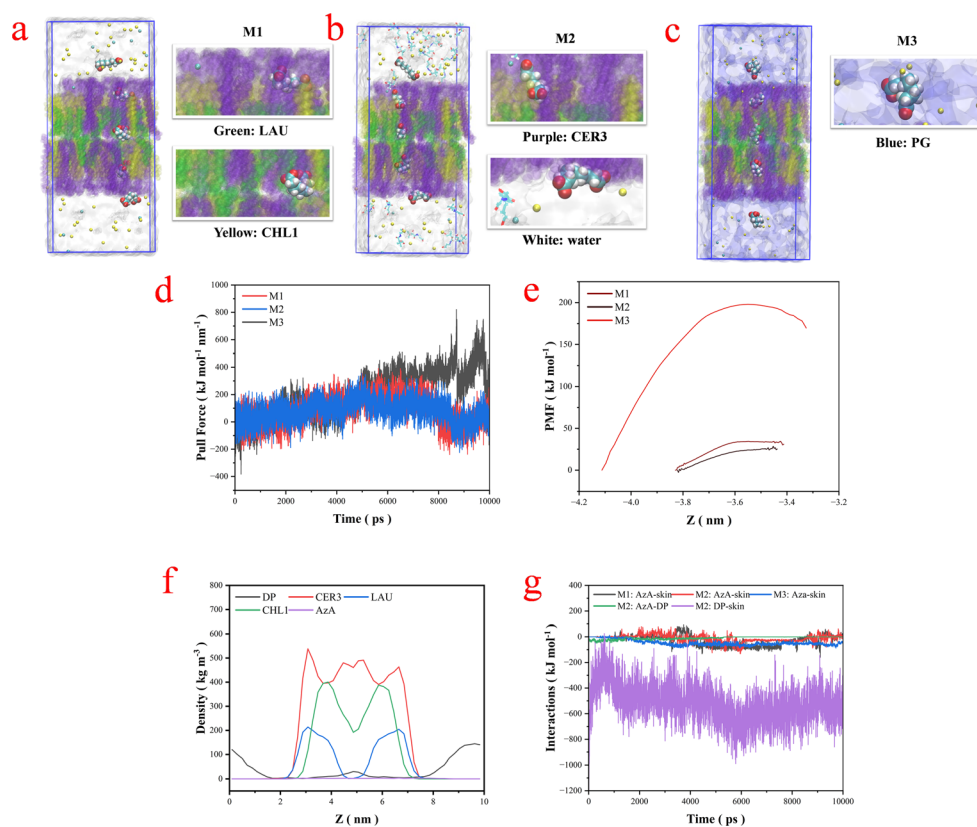 a
M1
Green: LAU
Yellow: CHL1
b
M2
Purple: CER3
White: water
c
M3
Blue: PG
d
M1
M2
M3
1000
800
600
400
200
0
−200
−400
Pull Force ( kJ mol⁻¹ nm⁻¹)
0 2000 4000 6000 8000 10000
Time ( ps )
e
M1
M2
M3
200
150
100
50
0
PMF ( kJ mol⁻¹)
−4.2 −4.0 −3.8 −3.6 −3.4 −3.2
Z ( nm )
f
DP CER3 LAU
CHL1 AzA
800
700
600
500
400
300
200
100
0
Density ( kg m⁻³)
0 2 4 6 8 10
Z ( nm )
g
M1: AzA-skin M2: AzA-skin M3: Aza-skin
M2: AzA-DP M2: DP-skin
400
200
0
−200
−400
−600
−800
−1000
−1200
Interactions ( kJ mol⁻¹)
0 2000 4000 6000 8000 10000
Time ( ps )